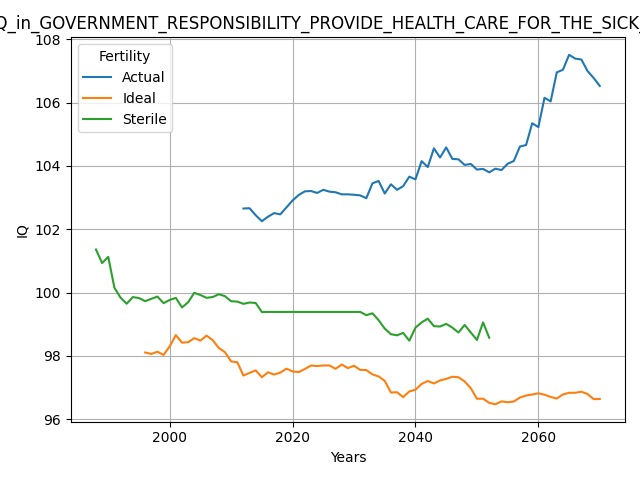 Q_in_GOVERNMENT_RESPONSIBILITY_PROVIDE_HEALTH_CARE_FOR_THE_SICK_
108
106
104
102
100
98
96
IQ
Fertility
Actual
Ideal
Sterile
2000
2020
2040
2060
Years